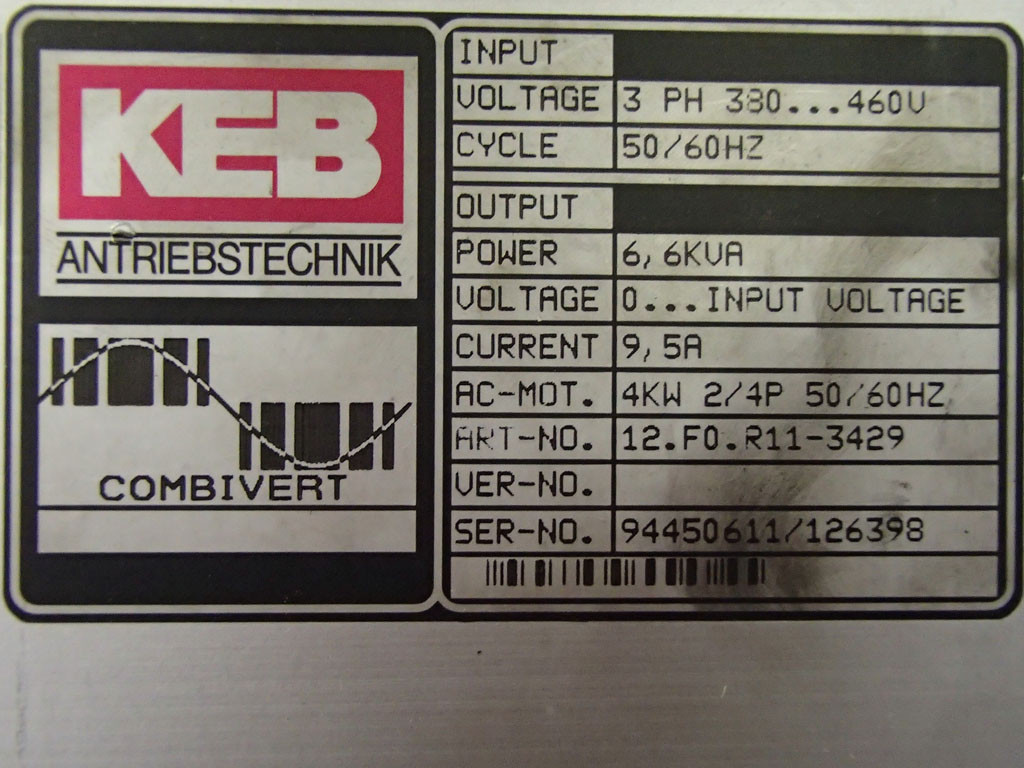 KEB
ANTRIEBSTECHNIK
COMBIVERT
INPUT
VOLTAGE 3 PH 380...460V
CYCLE 50/60HZ
OUTPUT
POWER 6,6KVA
VOLTAGE 0...INPUT VOLTAGE
CURRENT 9,5A
AC-MOT. 4KW 2/4P 50/60HZ
ART-NO. 12.F0.R11-3429
VER-NO.
SER-NO. 94450611/126398